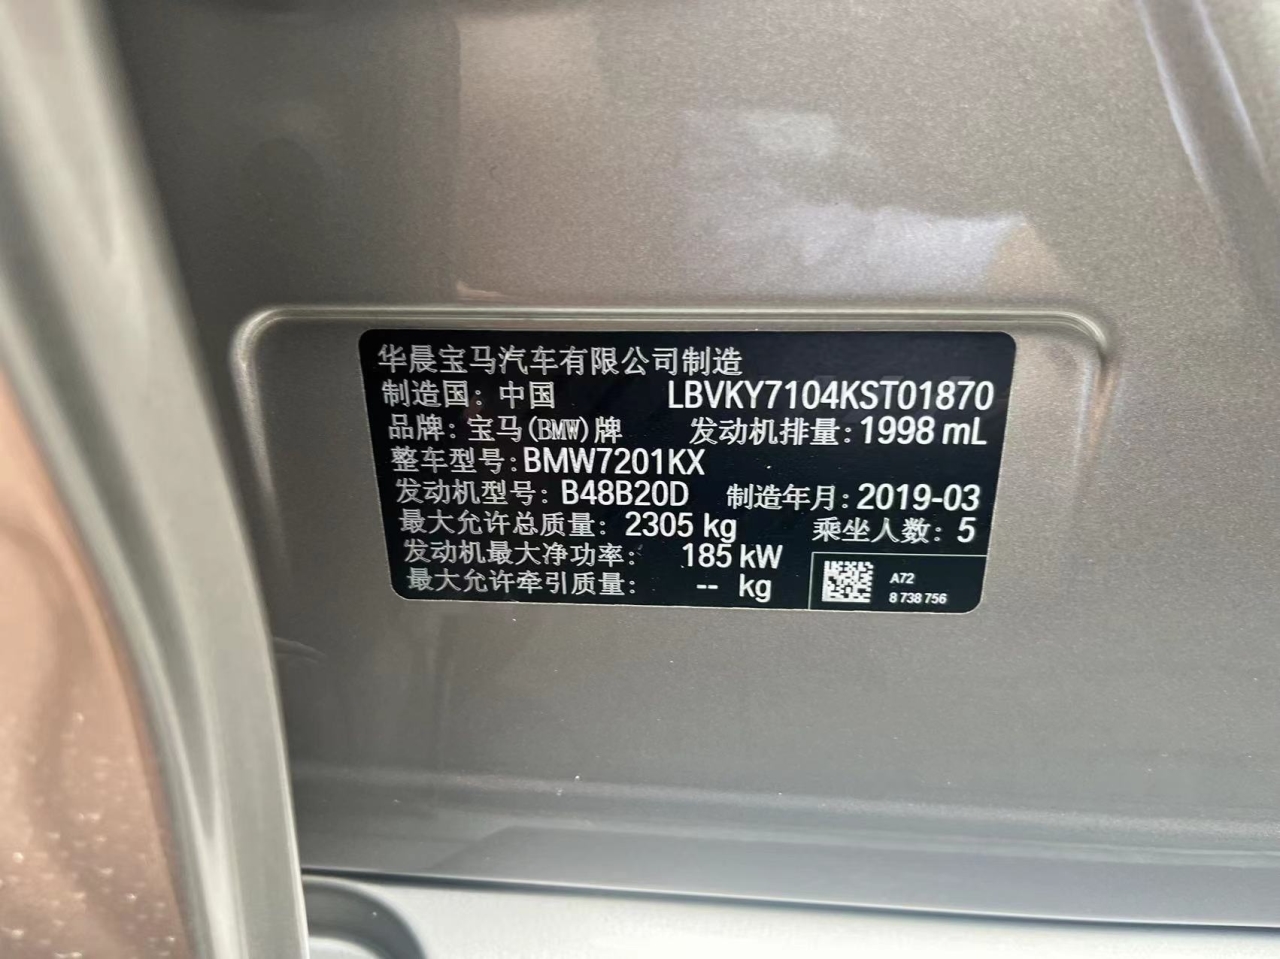 华晨宝马汽车有限公司制造
制造国：中国 LBVKY7104KST01870
品牌：宝马(BMW)牌 发动机排量：1998 mL
整车型号：BMW7201KX
发动机型号：B48B20D 制造年月：2019-03
最大允许总质量：2305 kg 乘坐人数：5
发动机最大净功率：185 kW
最大允许牵引质量：-- kg
A72
8 738 756